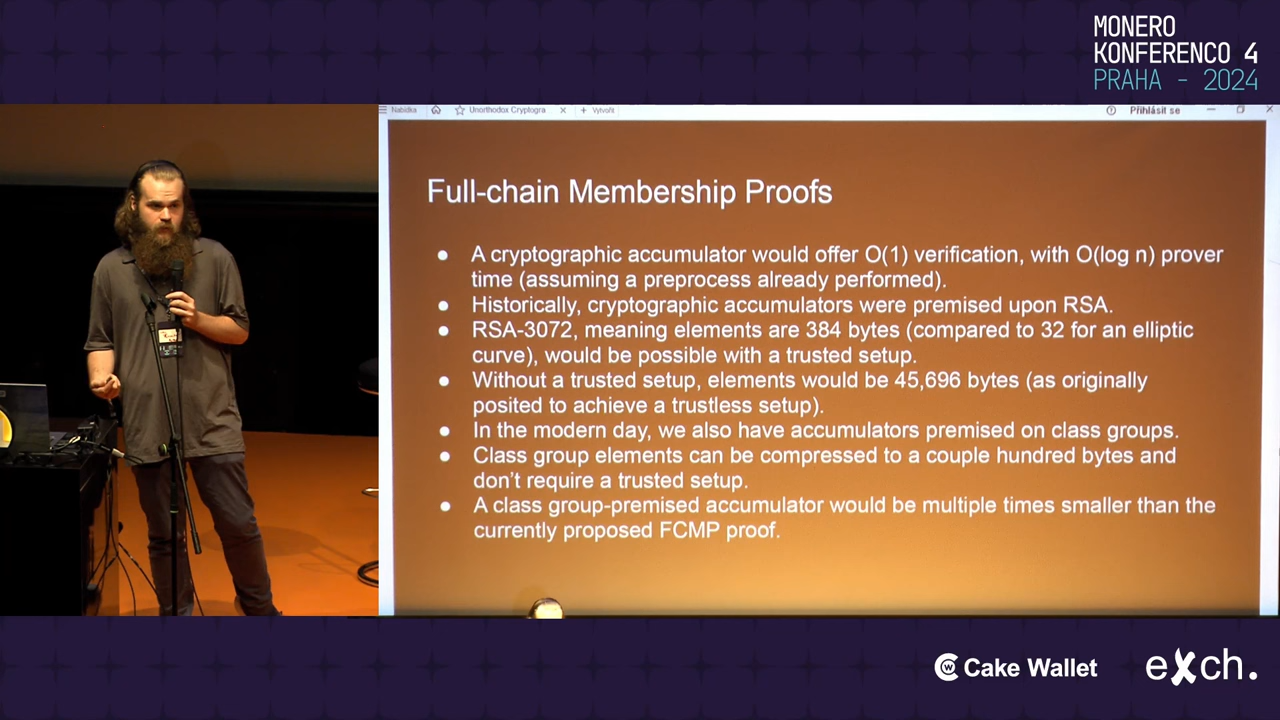 MONERO
KONFERENCO 4
PRAHA - 2024
Nabídka
Unorthodox Cryptogra
+ Vytvořit
Přihlásit se
Full-chain Membership Proofs
● A cryptographic accumulator would offer O(1) verification, with O(log n) prover
time (assuming a preprocess already performed).
● Historically, cryptographic accumulators were premised upon RSA.
● RSA-3072, meaning elements are 384 bytes (compared to 32 for an elliptic
curve), would be possible with a trusted setup.
● Without a trusted setup, elements would be 45,696 bytes (as originally
posited to achieve a trustless setup).
● In the modern day, we also have accumulators premised on class groups.
● Class group elements can be compressed to a couple hundred bytes and
don’t require a trusted setup.
● A class group-premised accumulator would be multiple times smaller than the
currently proposed FCMP proof.
Cake Wallet
exch.